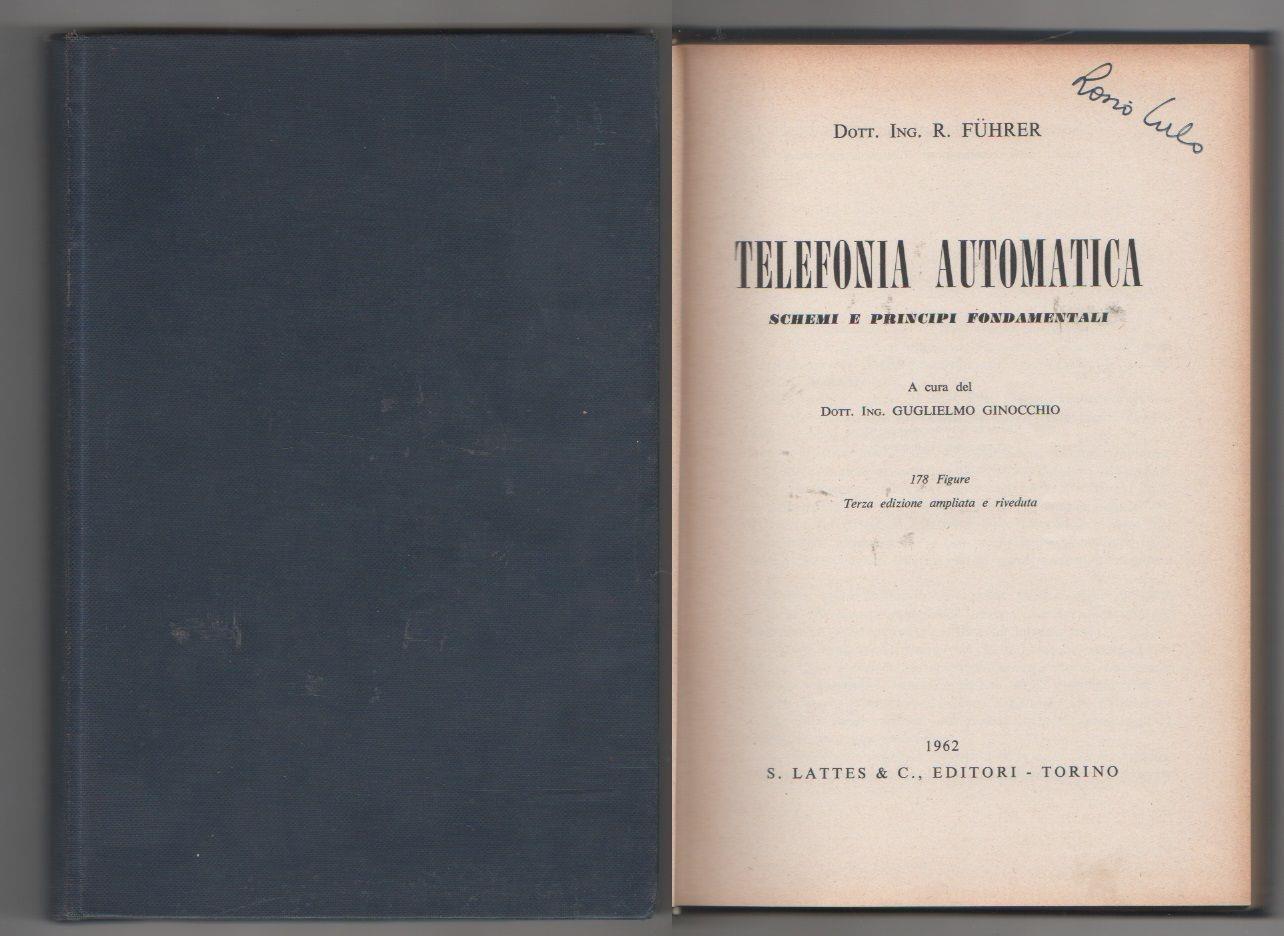 Dott. Ing. R. FÜHRER
TELEFONIA AUTOMATICA
SCHEMI E PRINCIPI FONDAMENTALI
A cura del
Dott. Ing. GUGLIELMO GINOCCHIO
178 Figure
Terza edizione ampliata e riveduta
1962
S. LATTES & C., EDITORI - TORINO